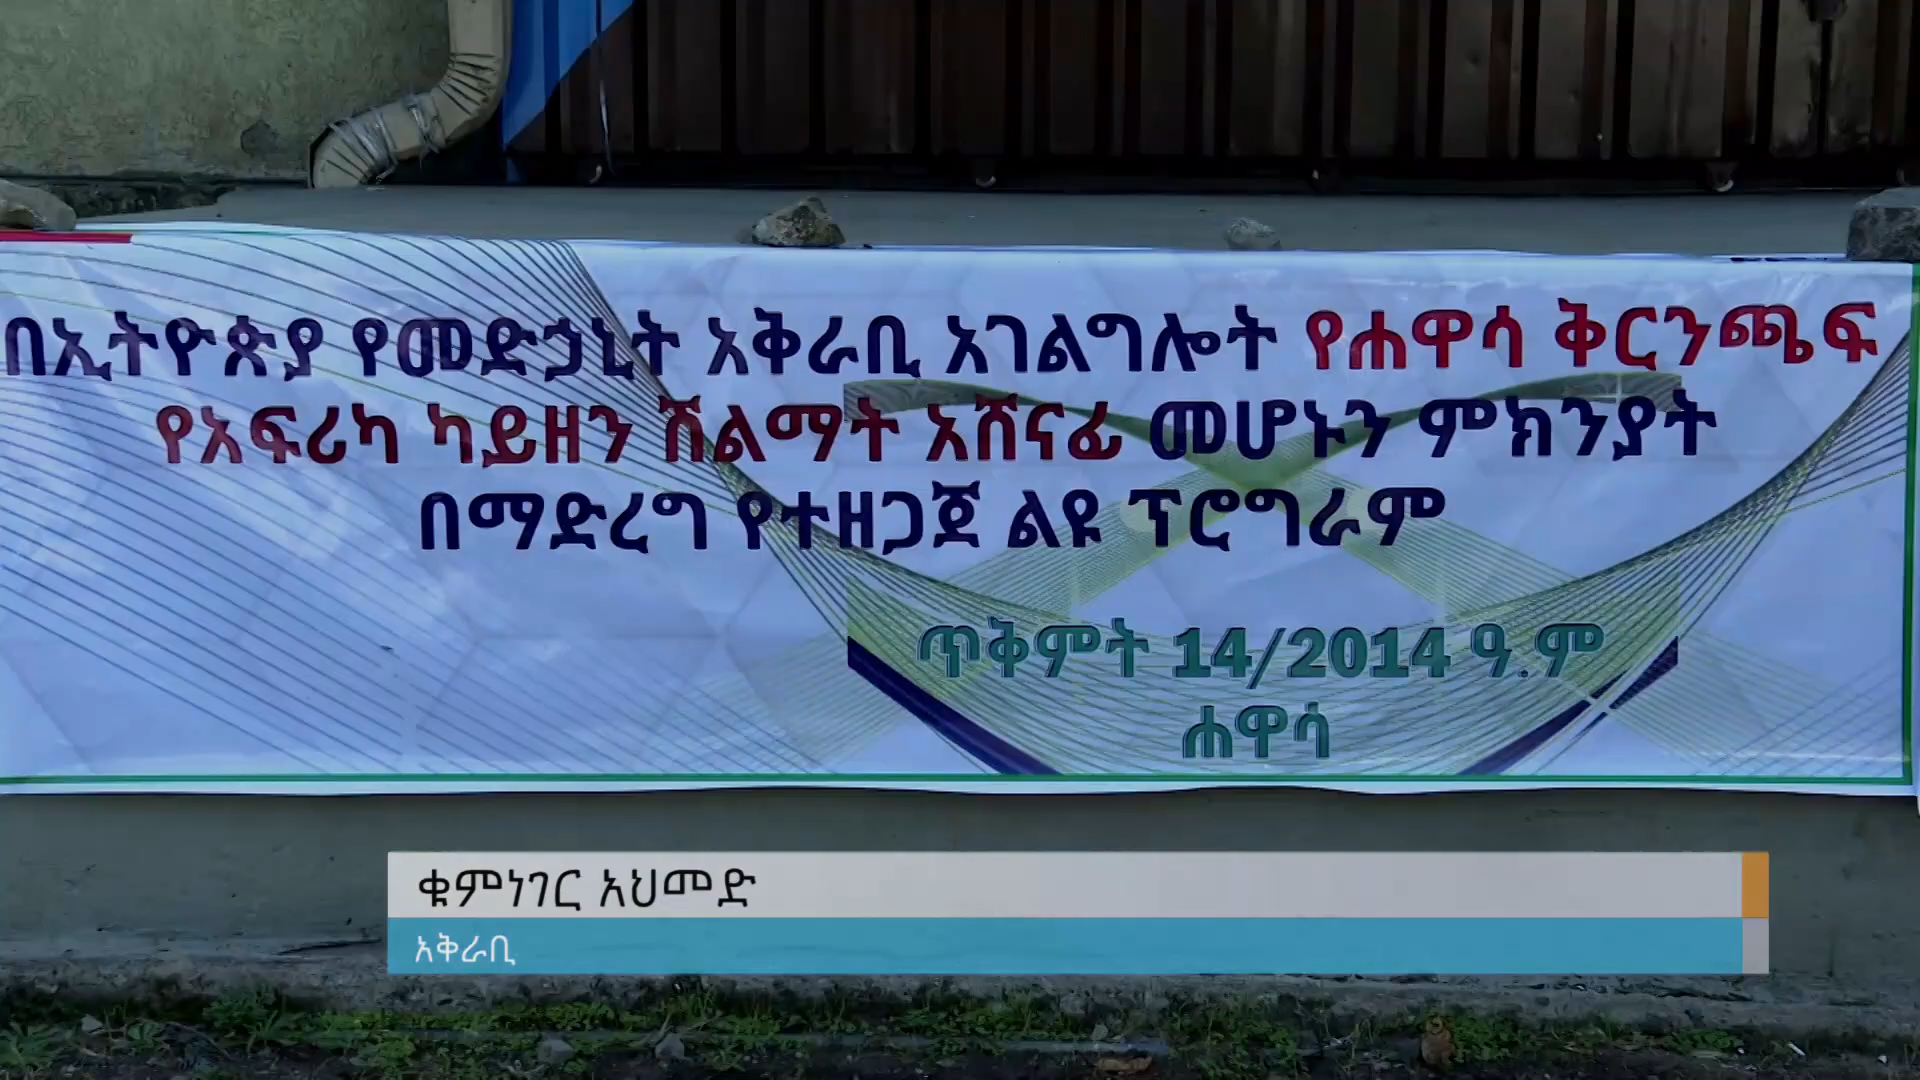 በኢትዮጵያ የመድኃኒት አቅራቢ አገልግሎት የሐዋሳ ቅርንጫፍ
የአፍሪካ ካይዘን ሽልማት አሸናፊ መሆኑን ምክንያት
በማድረግ የተዘጋጀ ልዩ ፕሮግራም
ጥቅምት 14/2014 ዓ.ም
ሐዋሳ
ቁምነገር አህመድ
አቅራቢ